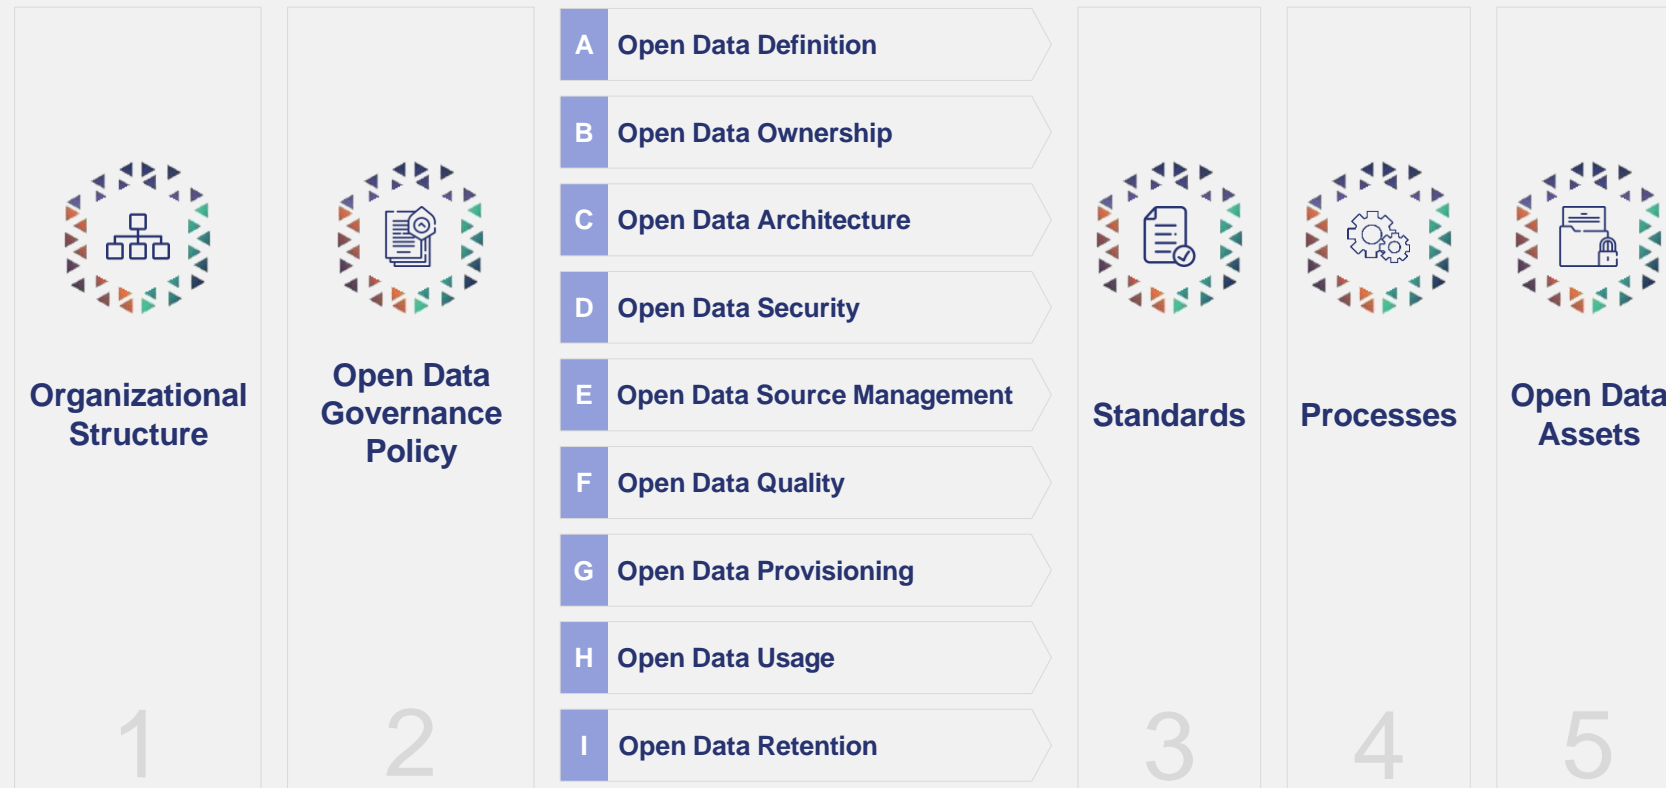 Organizational
Structure
1
Open Data
Governance
Policy
2
A Open Data Definition
B Open Data Ownership
C Open Data Architecture
D Open Data Security
E Open Data Source Management
F Open Data Quality
G Open Data Provisioning
H Open Data Usage
I Open Data Retention
Standards
3
Processes
4
Open Data
Assets
5